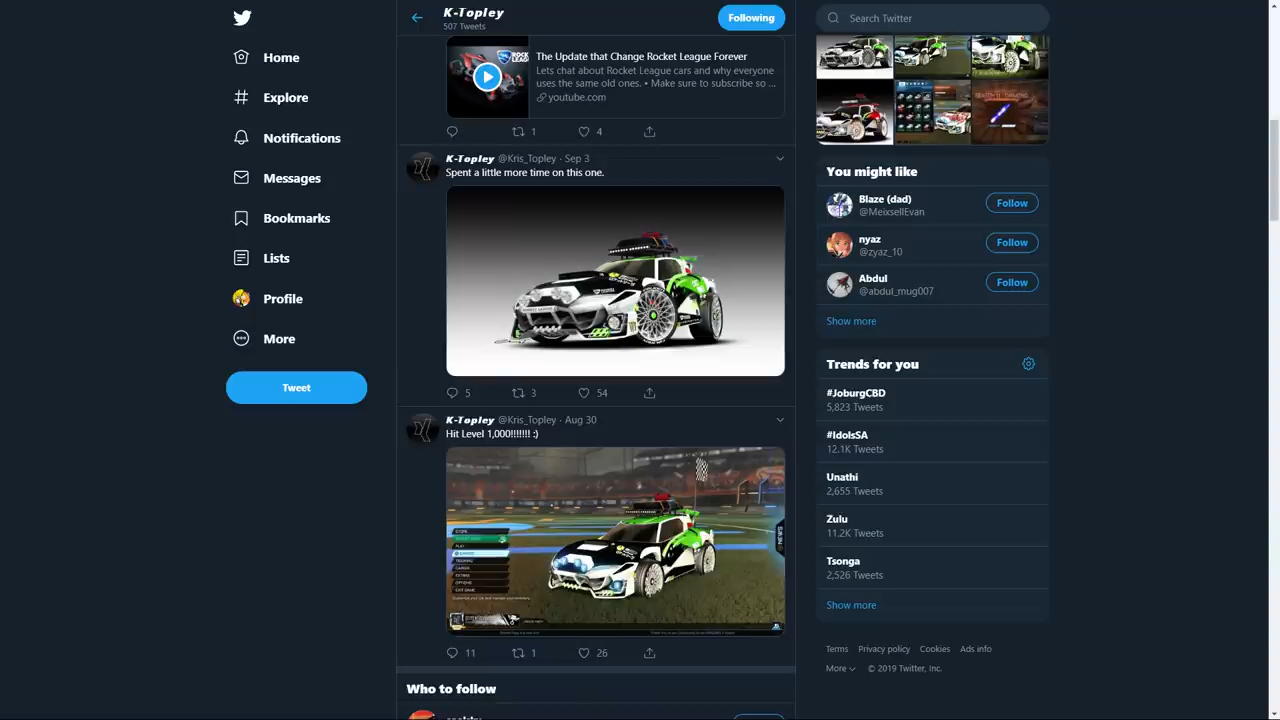 Home
Explore
Notifications
Messages
Bookmarks
Lists
Profile
More
Tweet
K-Topley
507 Tweets
Following
The Update that Change Rocket League Forever
Lets chat about Rocket League cars and why everyone
uses the same old ones. • Make sure to subscribe so ...
youtube.com
1
4
K-Topley @Kris_Topley · Sep 3
Spent a little more time on this one.
5
3
54
K-Topley @Kris_Topley · Aug 30
Hit Level 1,000!!!!!!! :)
11
1
26
Who to follow
Search Twitter
You might like
Blaze (dad)
@MeixsellEvan
Follow
nyaz
@zyaz_10
Follow
Abdul
@abdul_mug007
Follow
Show more
Trends for you
#JoburgCBD
5,823 Tweets
#IdolsSA
12.1K Tweets
Unathi
2,655 Tweets
Zulu
11.2K Tweets
Tsonga
2,526 Tweets
Show more
Terms Privacy policy Cookies Ads info
More © 2019 Twitter, Inc.